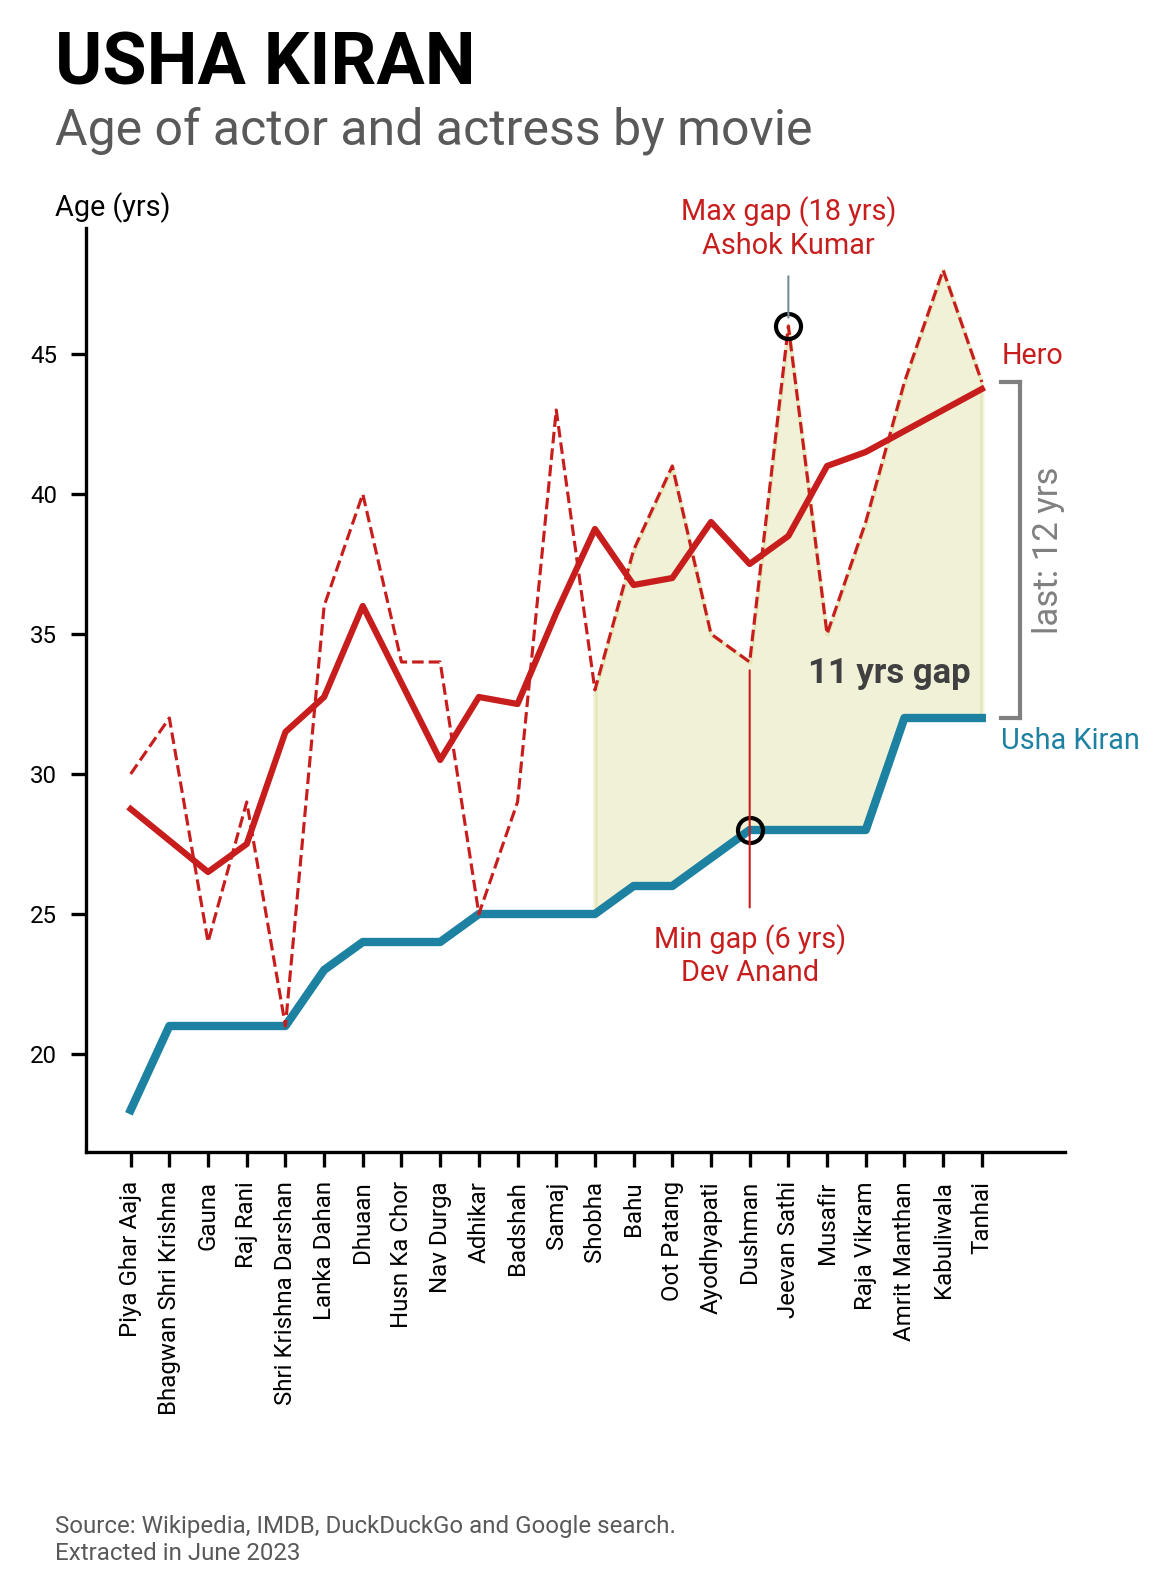 USHA KIRAN
Age of actor and actress by movie
Age (yrs)
Max gap (18 yrs)
Ashok Kumar
45
Hero
40
last: 12 yrs
35
11 yrs gap
Usha Kiran
30
25
Min gap (6 yrs)
Dev Anand
20
Piya Ghar Aaja
Bhagwan Shri Krishna
Gauna
Raj Rani
Shri Krishna Darshan
Lanka Dahan
Dhuaan
Husn Ka Chor
Nav Durga
Adhikar
Badshah
Samaj
Shobha
Bahu
Oot Patang
Ayodhyapati
Dushman
Jeevan Sathi
Musafir
Raja Vikram
Amrit Manthan
Kabuliwala
Tanhai
Source: Wikipedia, IMDB, DuckDuckGo and Google search.
Extracted in June 2023